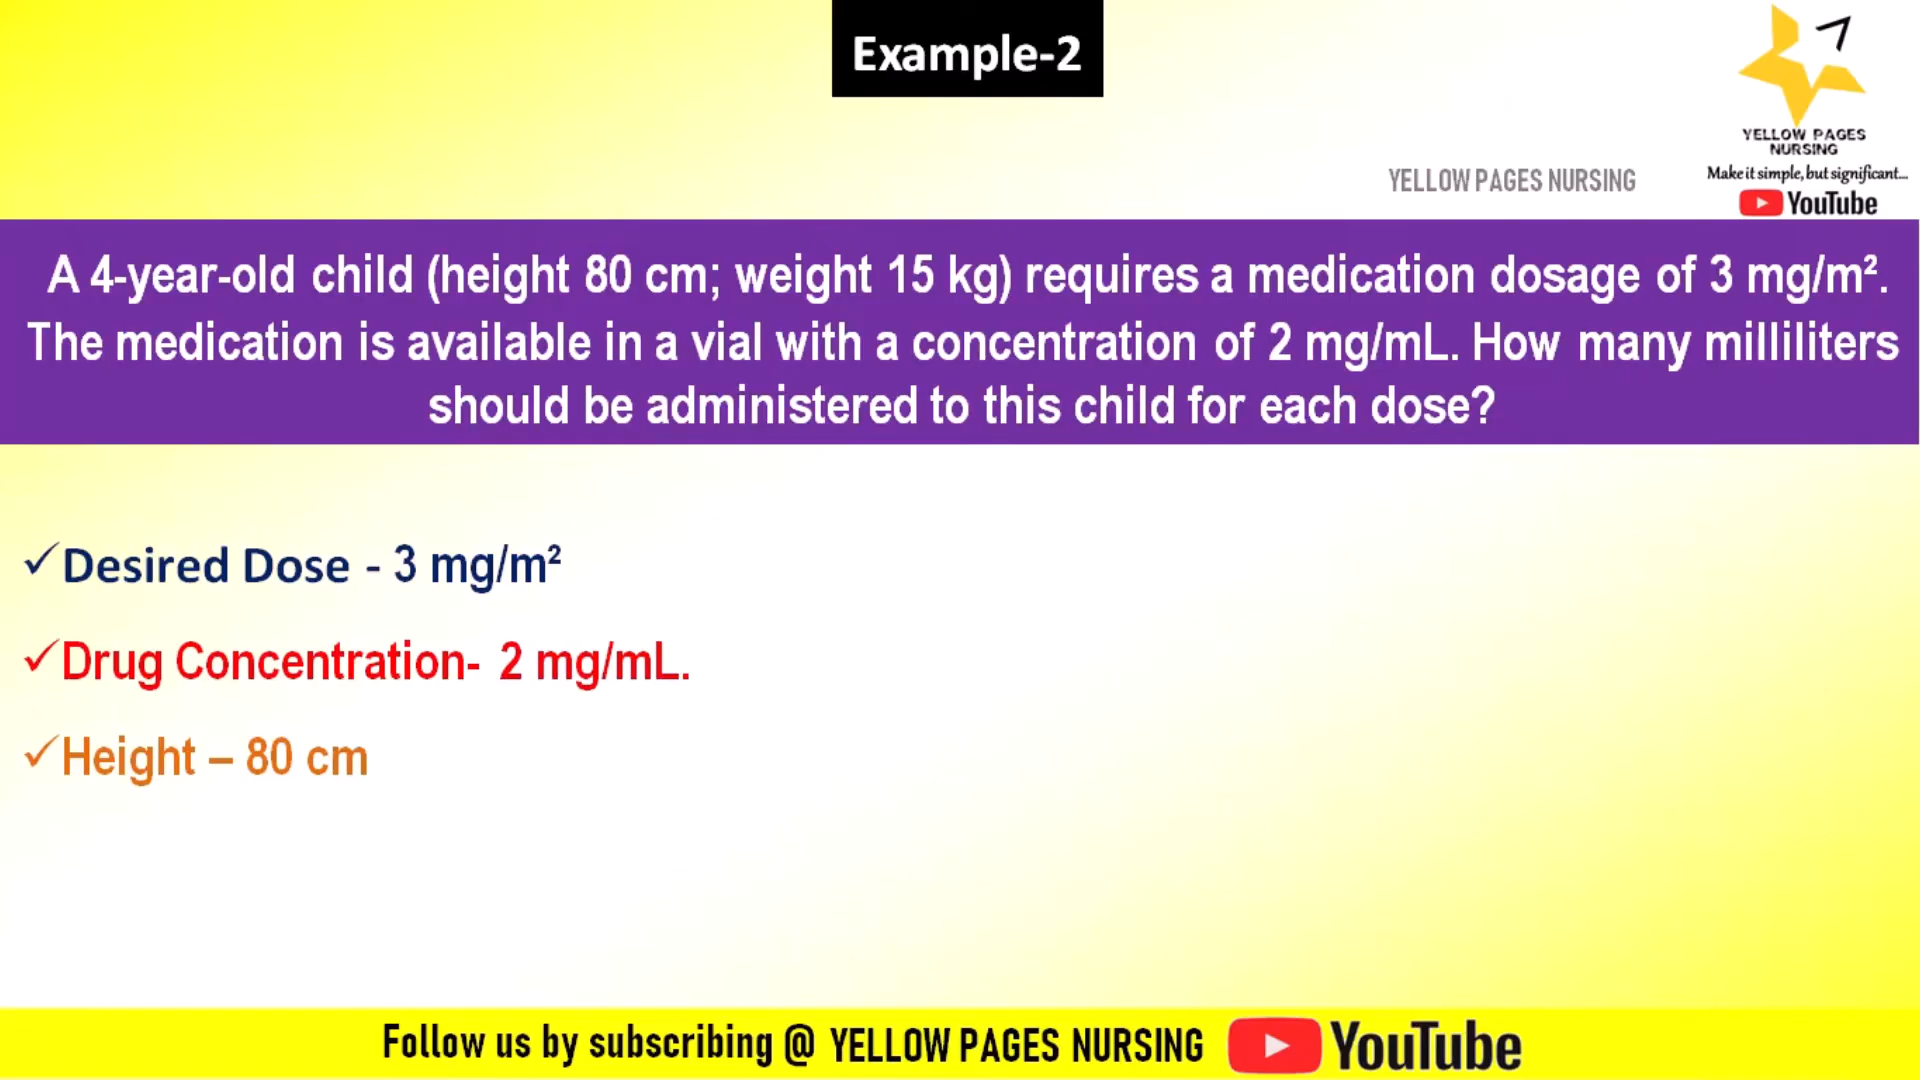 Example-2
YELLOW PAGES
NURSING
Make it simple, but significant...
YouTube
YELLOW PAGES NURSING
A 4-year-old child (height 80 cm; weight 15 kg) requires a medication dosage of 3 mg/m².
The medication is available in a vial with a concentration of 2 mg/mL. How many milliliters
should be administered to this child for each dose?
✓Desired Dose - 3 mg/m²
✓Drug Concentration- 2 mg/mL.
✓Height – 80 cm
Follow us by subscribing @ YELLOW PAGES NURSING YouTube